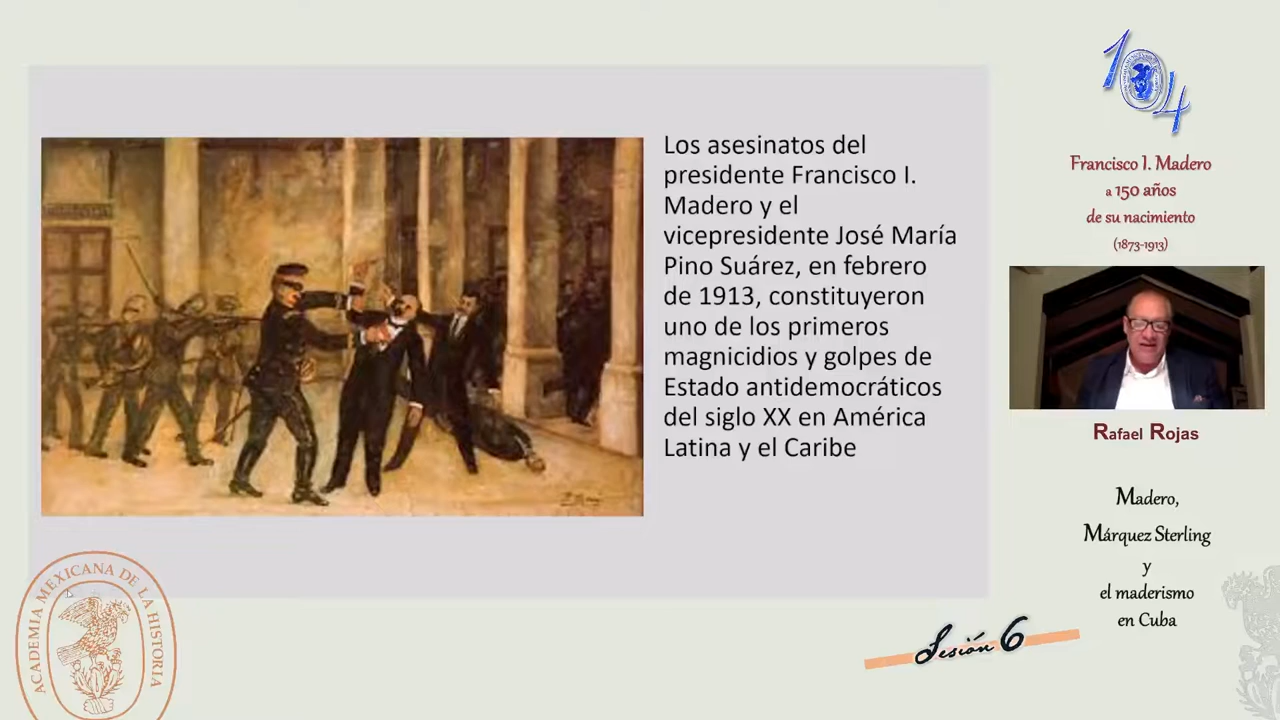 Los asesinatos del
presidente Francisco I.
Madero y el
vicepresidente José María
Pino Suárez, en febrero
de 1913, constituyeron
uno de los primeros
magnicidios y golpes de
Estado antidemocráticos
del siglo XX en América
Latina y el Caribe
104
Francisco I. Madero
a 150 años
de su nacimiento
(1873-1913)
Rafael Rojas
Madero,
Márquez Sterling
y
el maderismo
en Cuba
Sesión 6
ACADEMIA MEXICANA DE LA HISTORIA